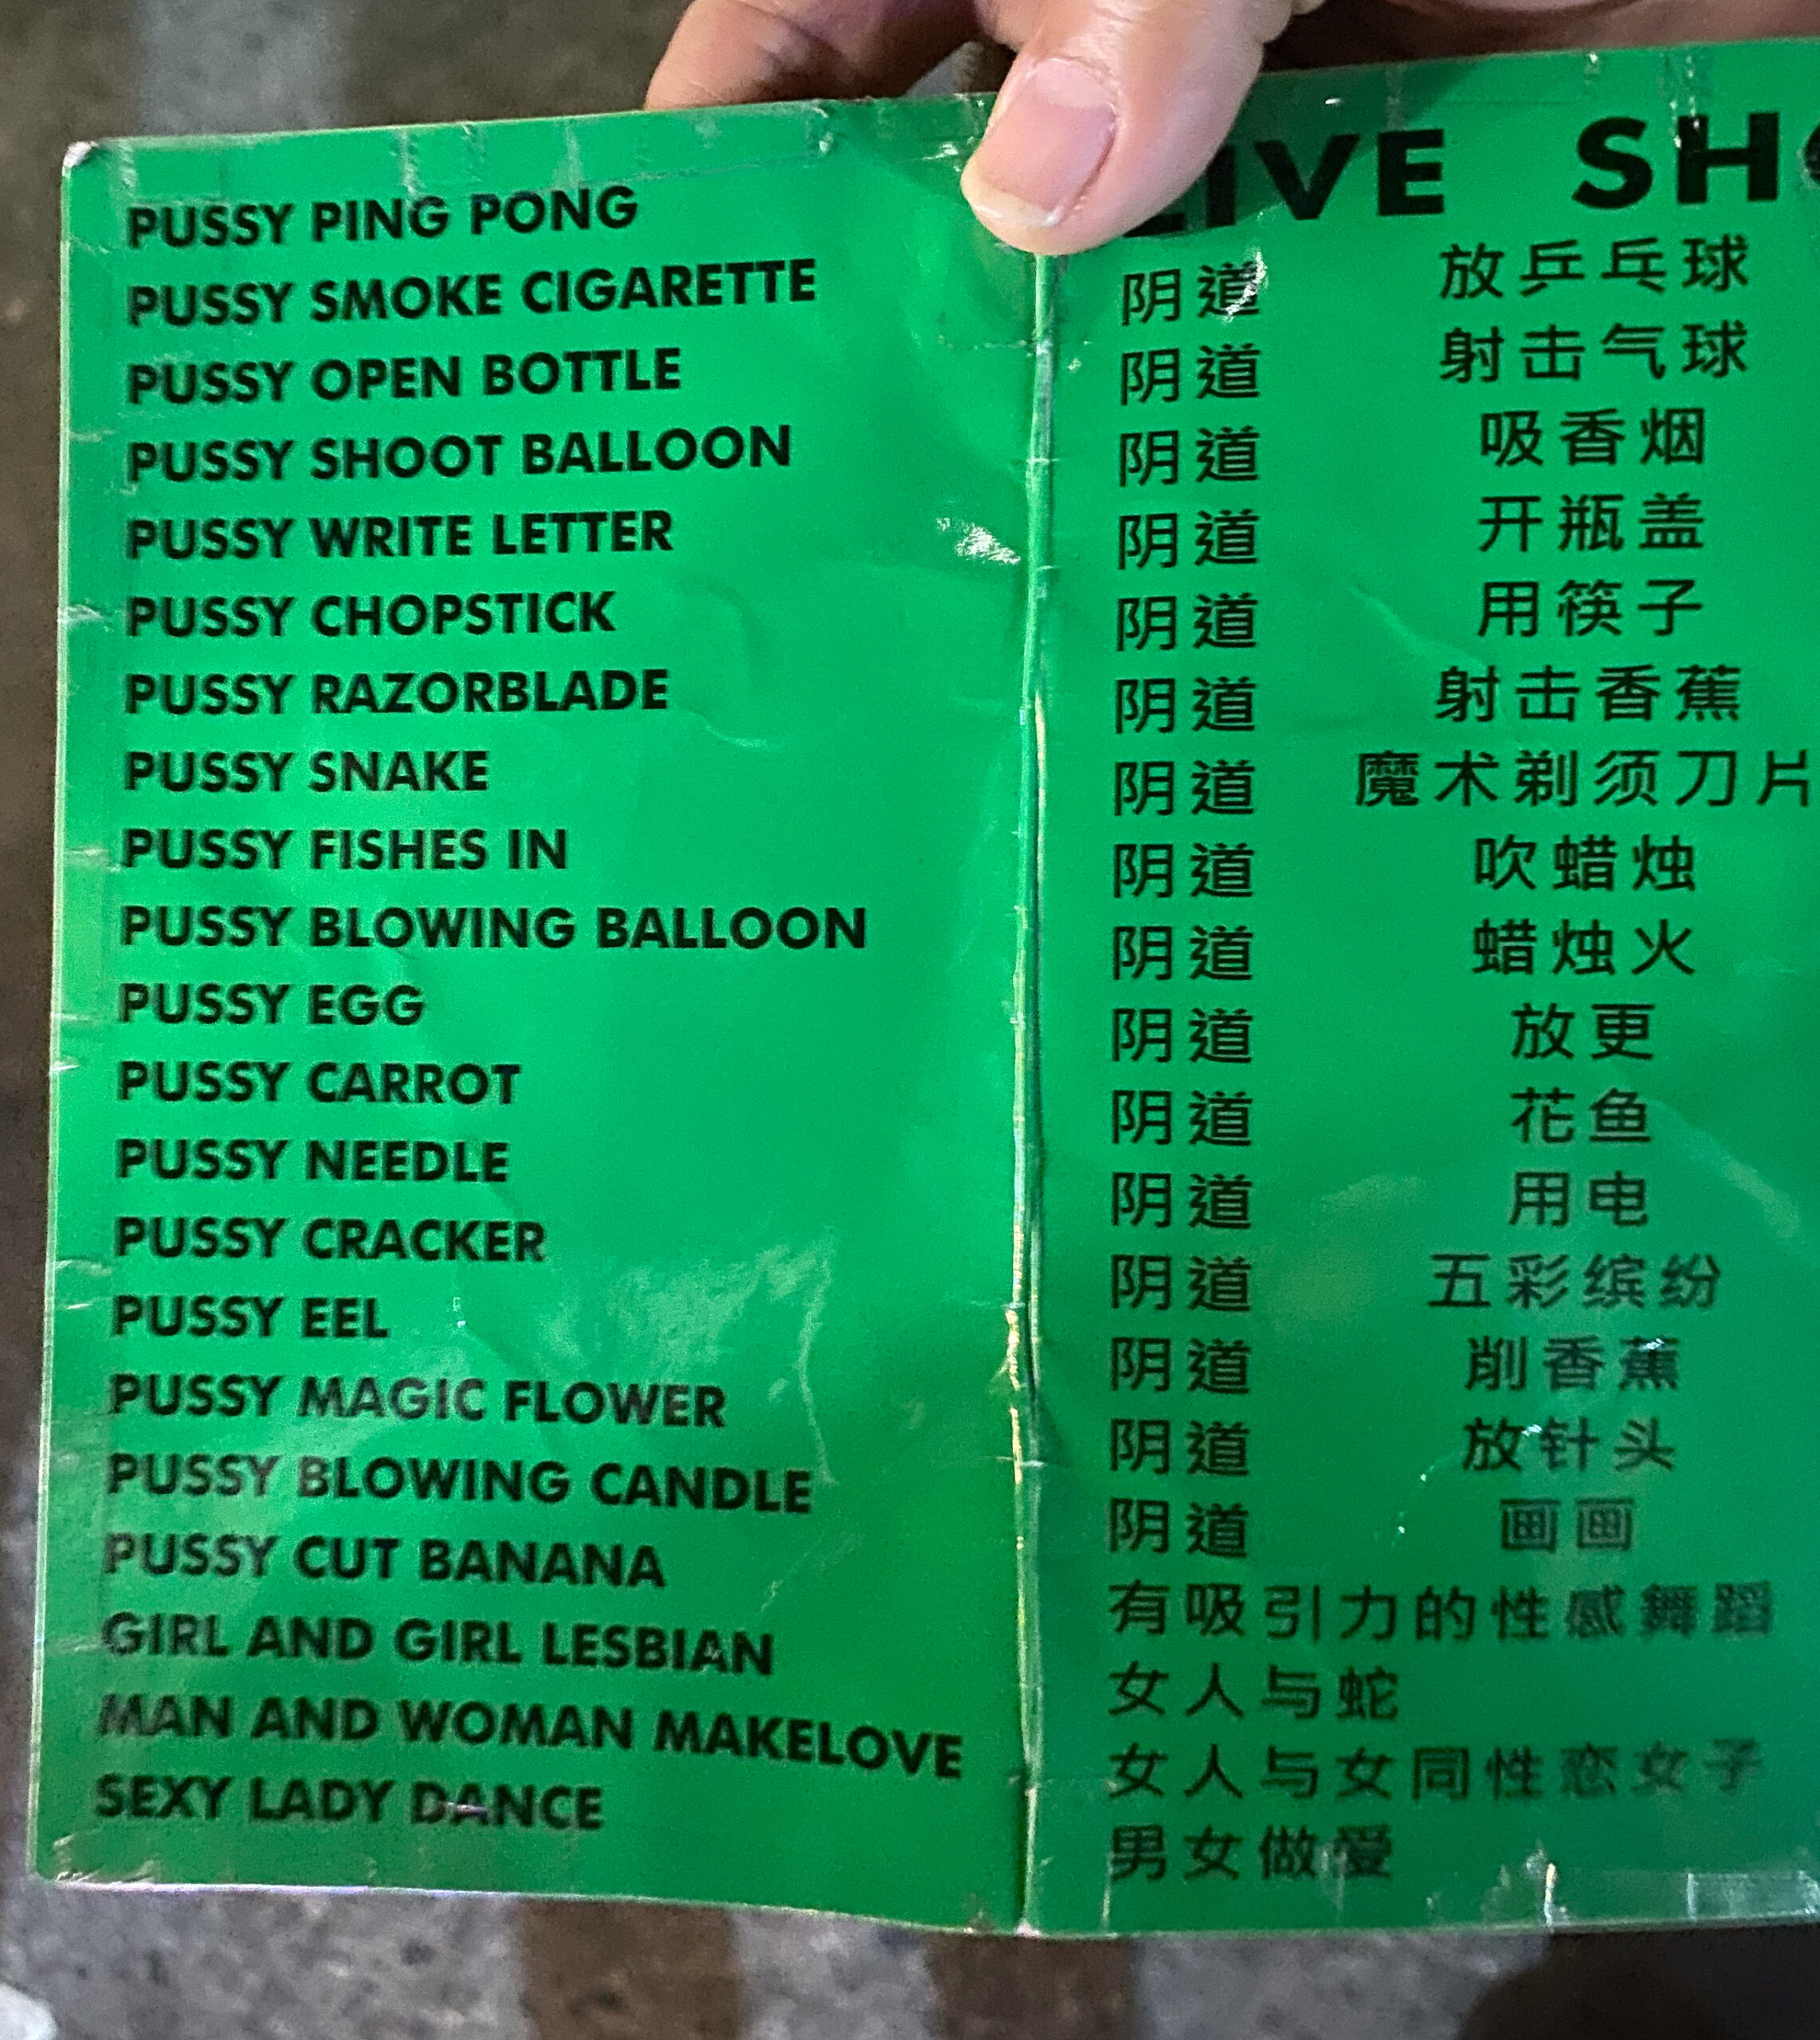 PUSSY PING PONG
PUSSY SMOKE CIGARETTE
PUSSY OPEN BOTTLE
PUSSY SHOOT BALLOON
PUSSY WRITE LETTER
PUSSY CHOPSTICK
PUSSY RAZORBLADE
PUSSY SNAKE
PUSSY FISHES IN
PUSSY BLOWING BALLOON
PUSSY EGG
PUSSY CARROT
PUSSY NEEDLE
PUSSY CRACKER
PUSSY EEL
PUSSY MAGIC FLOWER
PUSSY BLOWING CANDLE
PUSSY CUT BANANA
GIRL AND GIRL LESBIAN
MAN AND WOMAN MAKELOVE
SEXY LADY DANCE
LIVE SHO
阴道 放乒乓球
阴道 射击气球
阴道 吸香烟
阴道 开瓶盖
阴道 用筷子
阴道 射击香蕉
阴道 魔术剃须刀片
阴道 吹蜡烛
阴道 蜡烛火
阴道 放更
阴道 花鱼
阴道 用电
阴道 五彩缤纷
阴道 削香蕉
阴道 放针头
阴道 画画
有吸引力的性感舞蹈
女人与蛇
女人与女同性恋女子
男女做爱